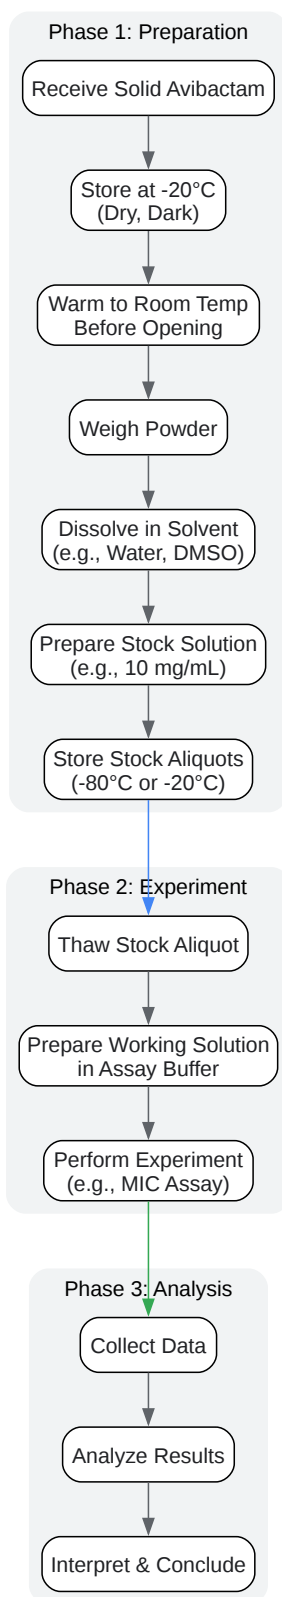 Phase 1: Preparation
Receive Solid Avibactam
Store at -20°C
(Dry, Dark)
Warm to Room Temp
Before Opening
Weigh Powder
Dissolve in Solvent
(e.g., Water, DMSO)
Prepare Stock Solution
(e.g., 10 mg/mL)
Store Stock Aliquots
(-80°C or -20°C)
Phase 2: Experiment
Thaw Stock Aliquot
Prepare Working Solution
in Assay Buffer
Perform Experiment
(e.g., MIC Assay)
Phase 3: Analysis
Collect Data
Analyze Results
Interpret & Conclude